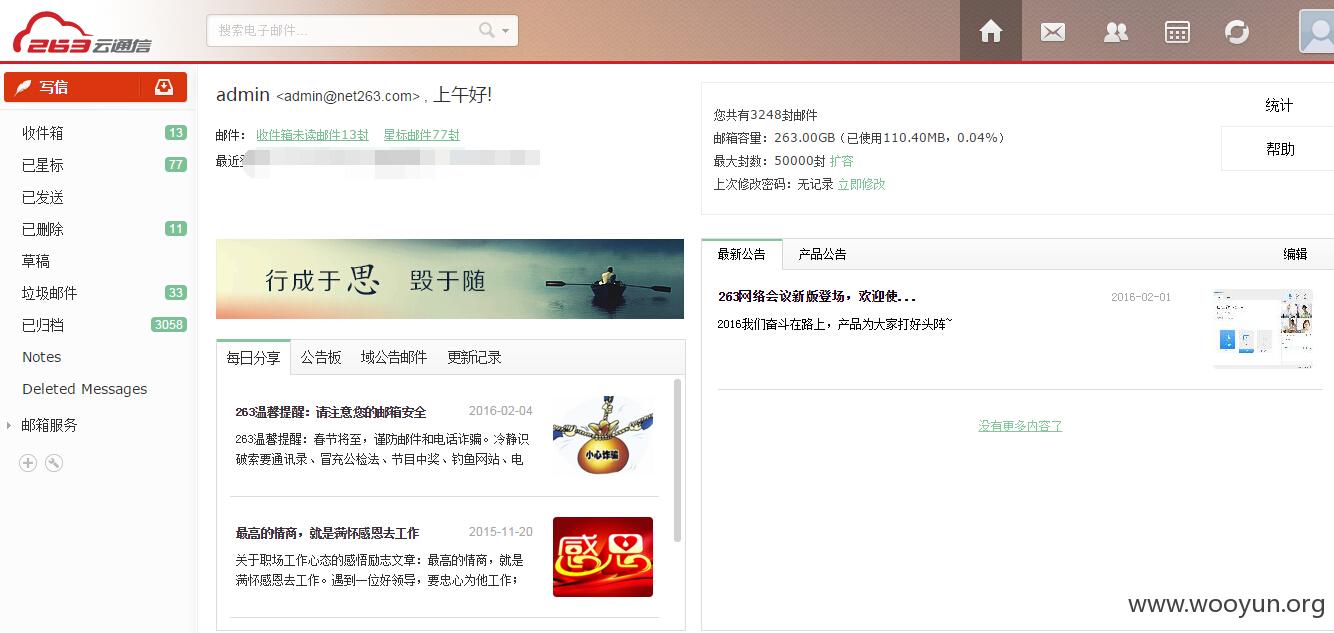 263云通信
搜索电子邮件...
写信
收件箱 13
已星标 77
已发送
已删除 11
草稿
垃圾邮件 33
已归档 3058
Notes
Deleted Messages
邮箱服务
admin <admin@net263.com> , 上午好!
邮件： 收件箱未读邮件13封 星标邮件77封
最近
您共有3248封邮件
邮箱容量：263.00GB（已使用110.40MB，0.04%）
最大封数：50000封 扩容
上次修改密码：无记录 立即修改
统计
帮助
行成于思 毁于随
每日分享 公告板 域公告邮件 更新记录
263温馨提醒：请注意您的邮箱安全 2016-02-04
263温馨提醒：春节将至，谨防邮件和电话诈骗。冷静识
破索要通讯录、冒充公检法、节目中奖、钓鱼网站、电
小心诈骗
最高的情商，就是满怀感恩去工作 2015-11-20
关于职场工作心态的感悟励志文章：最高的情商，就是
满怀感恩去工作。遇到一位好领导，要忠心为他工作；
感恩
最新公告 产品公告 编辑
263网络会议新版登场，欢迎使... 2016-02-01
2016我们奋斗在路上，产品为大家打好头阵~
没有更多内容了
www.wooyun.org